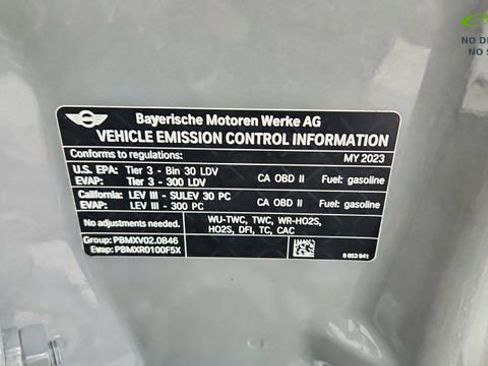 Bayerische Motoren Werke AG
VEHICLE EMISSION CONTROL INFORMATION
Conforms to regulations: MY 2023
U.S. EPA: Tier 3 - Bin 30 LDV CA OBD II Fuel: gasoline
EVAP: Tier 3 - 300 LDV
California: LEV III - SULEV 30 PC CA OBD II Fuel: gasoline
EVAP: LEV III - 300 PC
No adjustments needed. WU-TWC, TWC, WR-HO2S,
HO2S, DFI, TC, CAC
Group: PBMXV02.0B46
Evap: PBMXR0100F5X
8 853 941
NO D
NO S